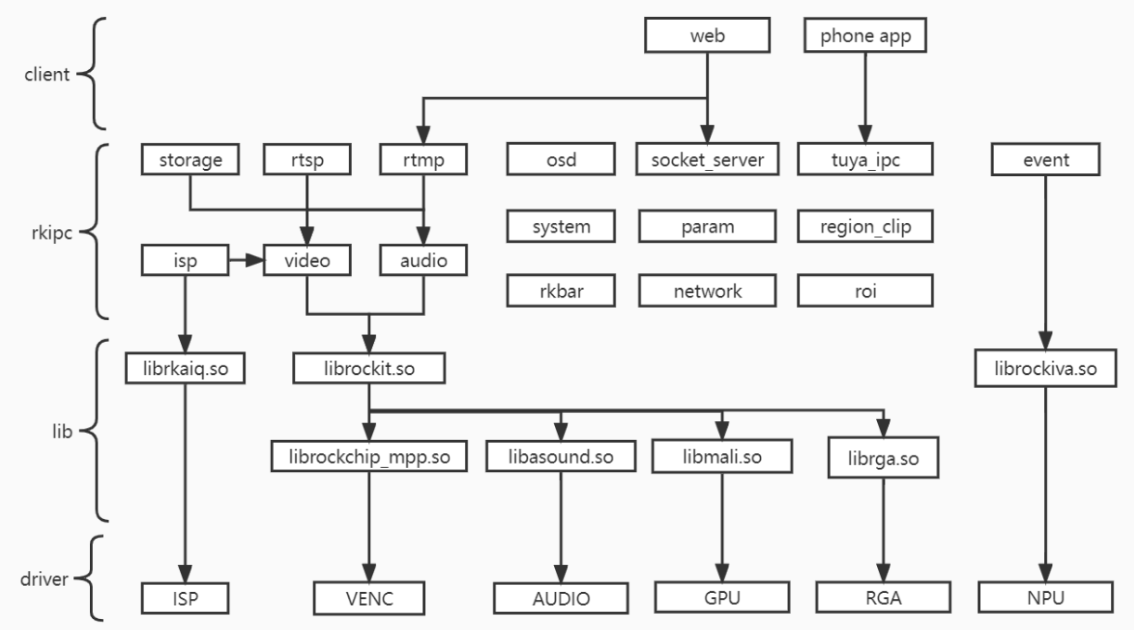 web
phone app
client
storage
rtsp
rtmp
osd
socket_server
tuya_ipc
event
system
param
region_clip
rkipc
isp
video
audio
rkbar
network
roi
librkaiq.so
librockit.so
librockiva.so
lib
librockchip_mpp.so
libasound.so
libmali.so
librga.so
driver
ISP
VENC
AUDIO
GPU
RGA
NPU